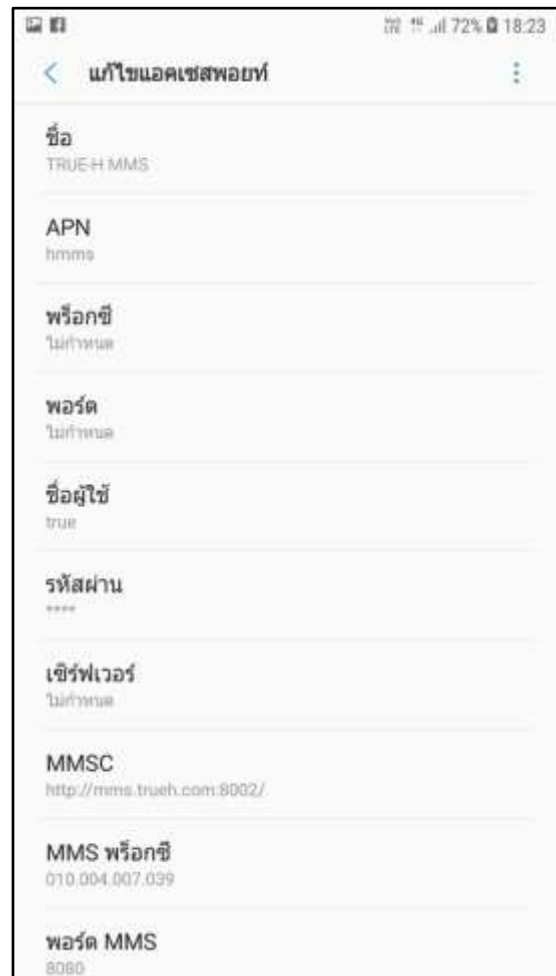 72% 18:23
แก้ไขแอคเซสพอยท์
ชื่อ
TRUE-H MMS
APN
hmms
พร็อกซี
ไม่กำหนด
พอร์ต
ไม่กำหนด
ชื่อผู้ใช้
true
รหัสผ่าน
****
เซิร์ฟเวอร์
ไม่กำหนด
MMSC
http://mms.trueh.com:8002/
MMS พร็อกซี
010.004.007.039
พอร์ต MMS
8080